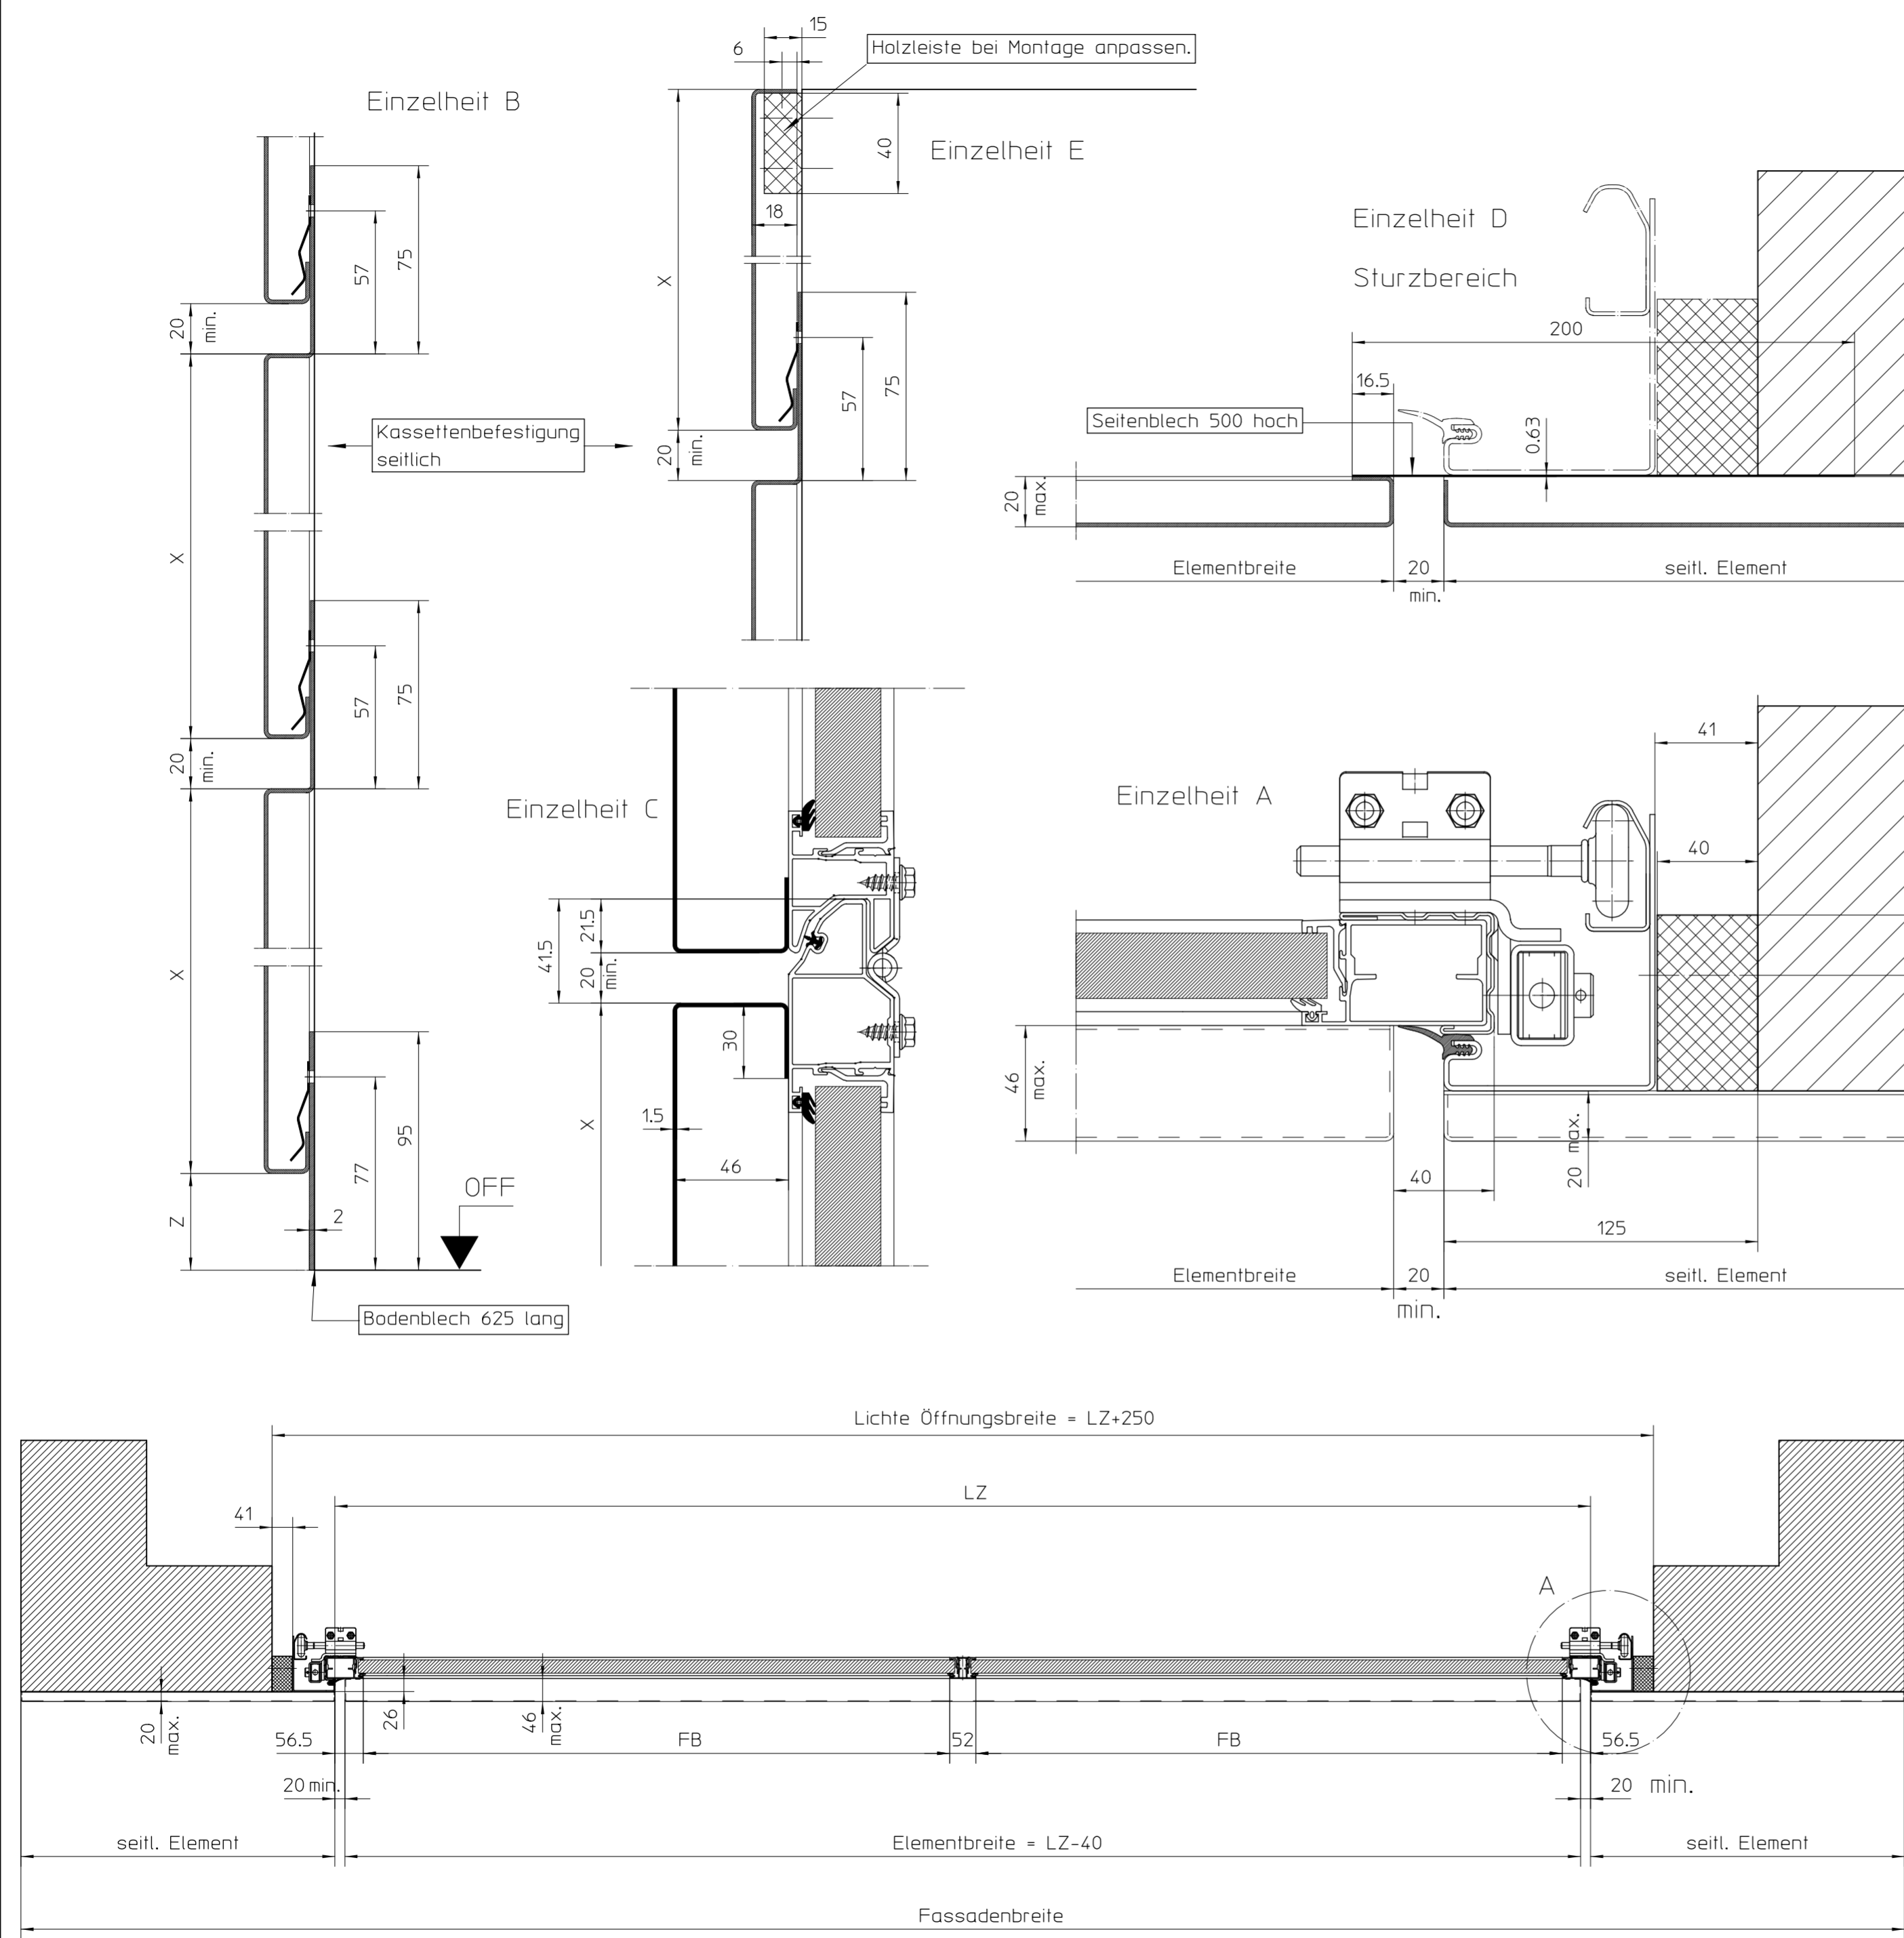 15
6
Holzleiste bei Montage anpassen.
Einzelheit B
Einzelheit E
40
18
X
57
75
20
min.
57
75
20
min.
Kassettenbefestigung
seitlich
X
57
75
20
min.
X
Z
77
95
2
OFF
Bodenblech 625 lang
Einzelheit D
Sturzbereich
200
16.5
Seitenblech 500 hoch
0.63
20
max.
Elementbreite
20
min.
seitl. Element
Einzelheit C
41.5
21.5
20
min.
30
1.5
46
X
Einzelheit A
41
40
46
max.
20 max.
40
125
Elementbreite
20
min.
seitl. Element
Lichte Öffnungsbreite = LZ+250
LZ
41
A
20
max.
26
46
max.
56.5
FB
52
FB
56.5
20 min.
20 min.
seitl. Element
Elementbreite = LZ-40
seitl. Element
Fassadenbreite